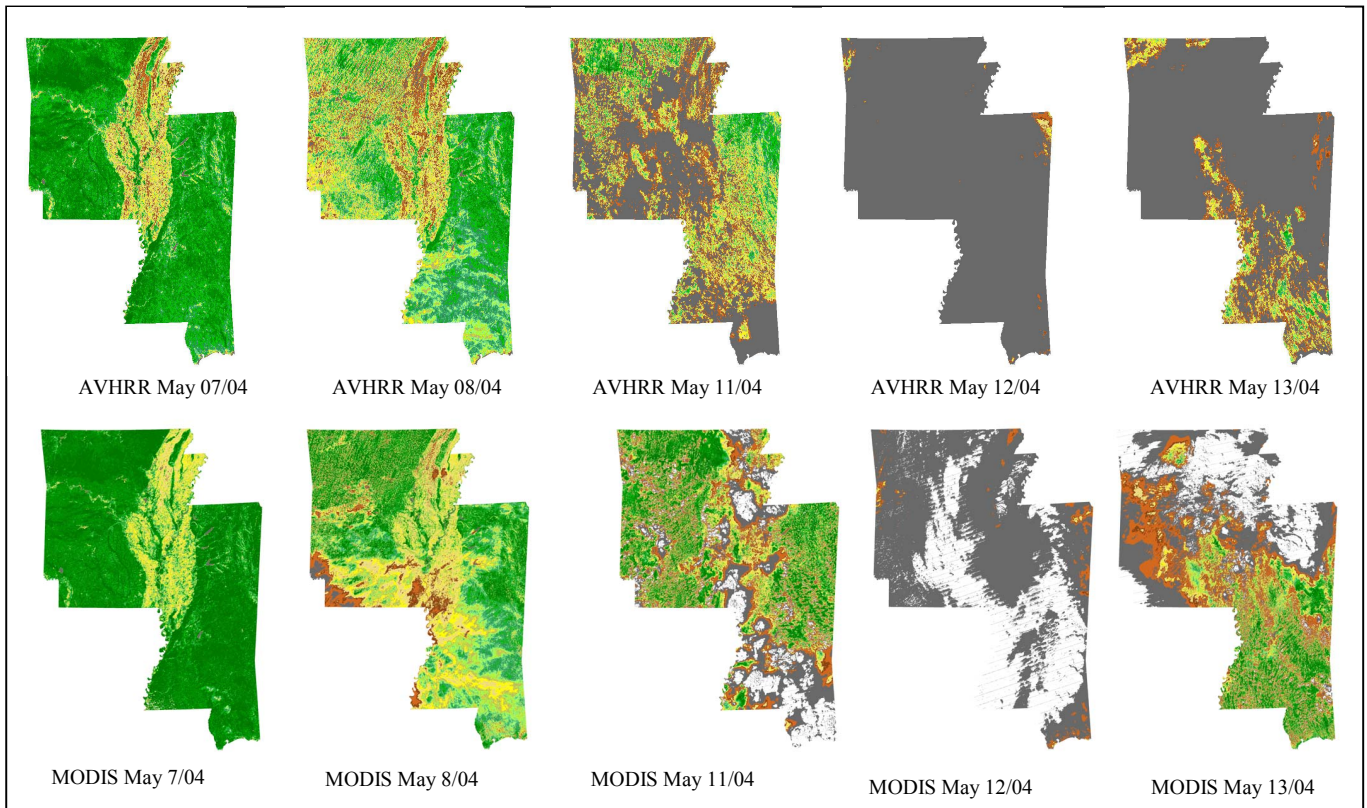 AVHRR May 07/04
AVHRR May 08/04
AVHRR May 11/04
AVHRR May 12/04
AVHRR May 13/04
MODIS May 7/04
MODIS May 8/04
MODIS May 11/04
MODIS May 12/04
MODIS May 13/04